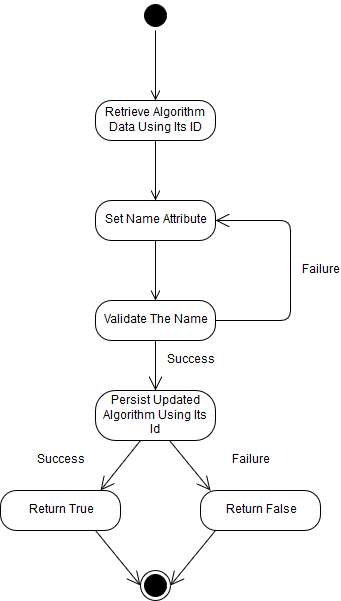 Retrieve Algorithm
Data Using Its ID
Set Name Attribute
Failure
Validate The Name
Success
Persist Updated
Algorithm Using Its
Id
Success
Failure
Return True
Return False